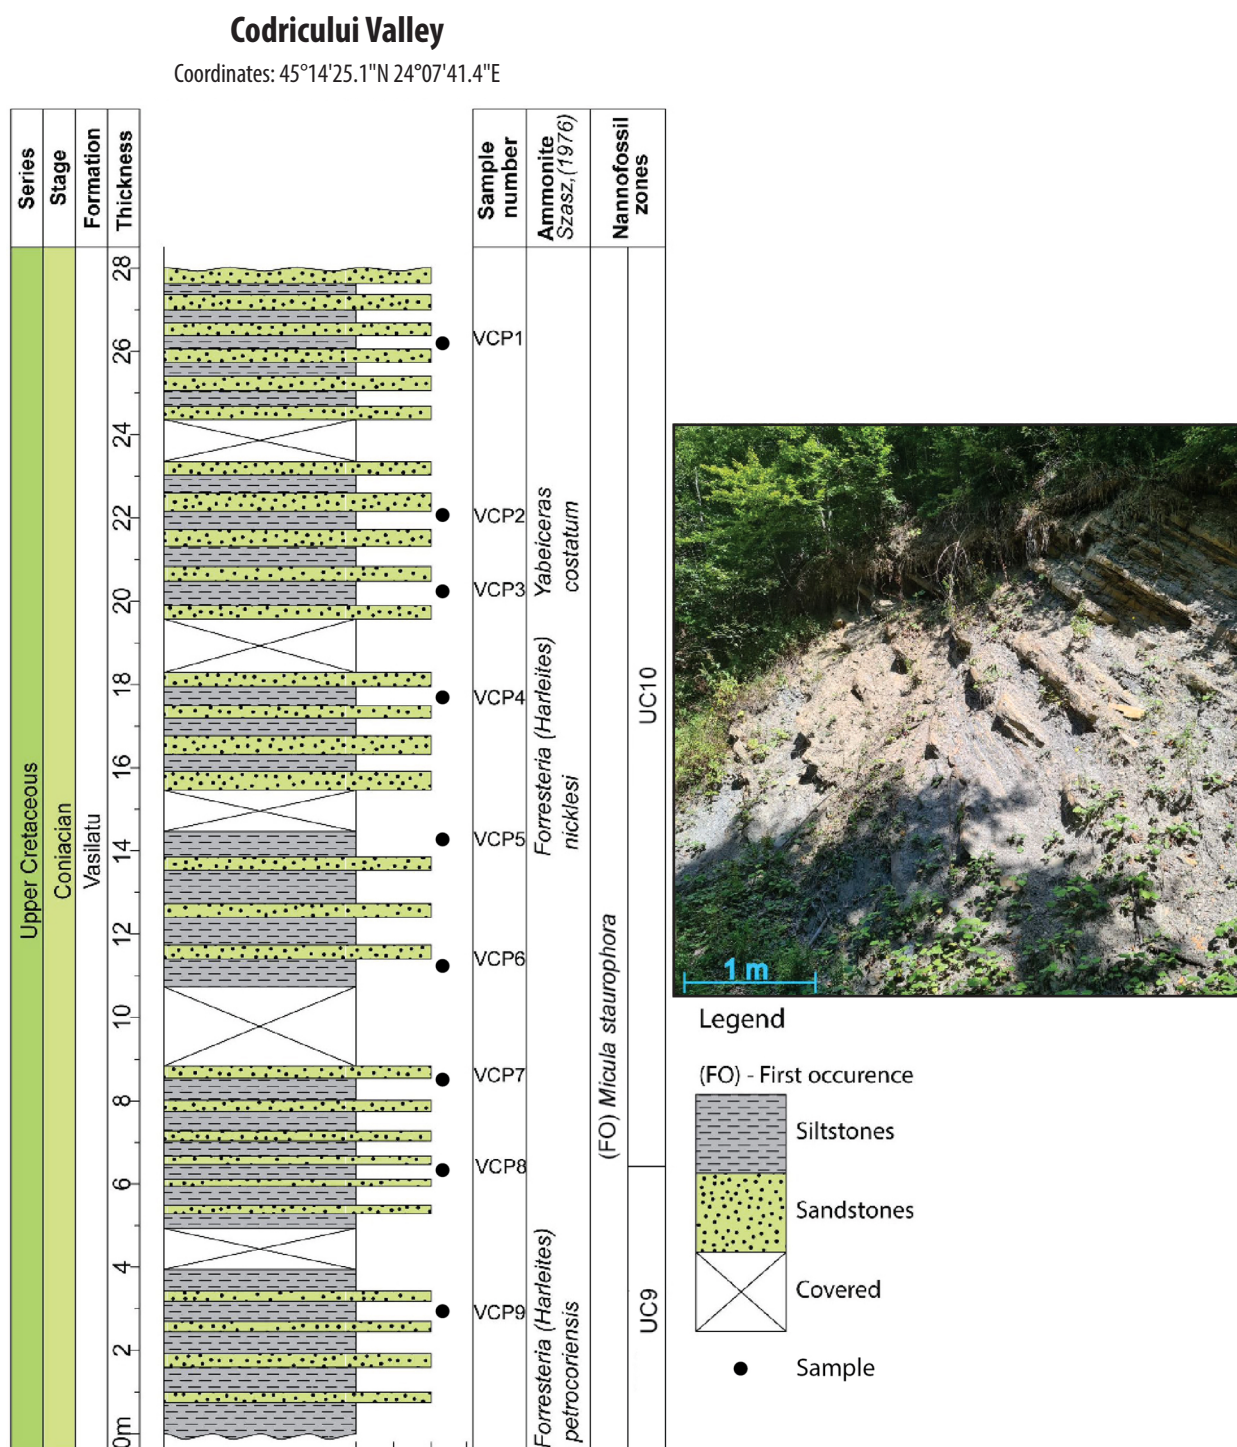 Codricului Valley
Coordinates: 45°14'25.1"N 24°07'41.4"E
Series
Stage
Formation
Thickness
Sample
number
Ammonite
Szasz,(1976)
Nannofossil
zones
Upper Cretaceous
Coniacian
Vasilatu
28
26
24
22
20
18
16
14
12
10
8
6
4
2
0m
VCP1
VCP2
VCP3
VCP4
VCP5
VCP6
VCP7
VCP8
VCP9
Yabeiceras
costatum
Forresteria (Harleites)
nicklesi
Forresteria (Harleites)
petrocoriensis
(FO) Micula staurophora
UC10
UC9
1 m
Legend
(FO) - First occurence
Siltstones
Sandstones
Covered
Sample